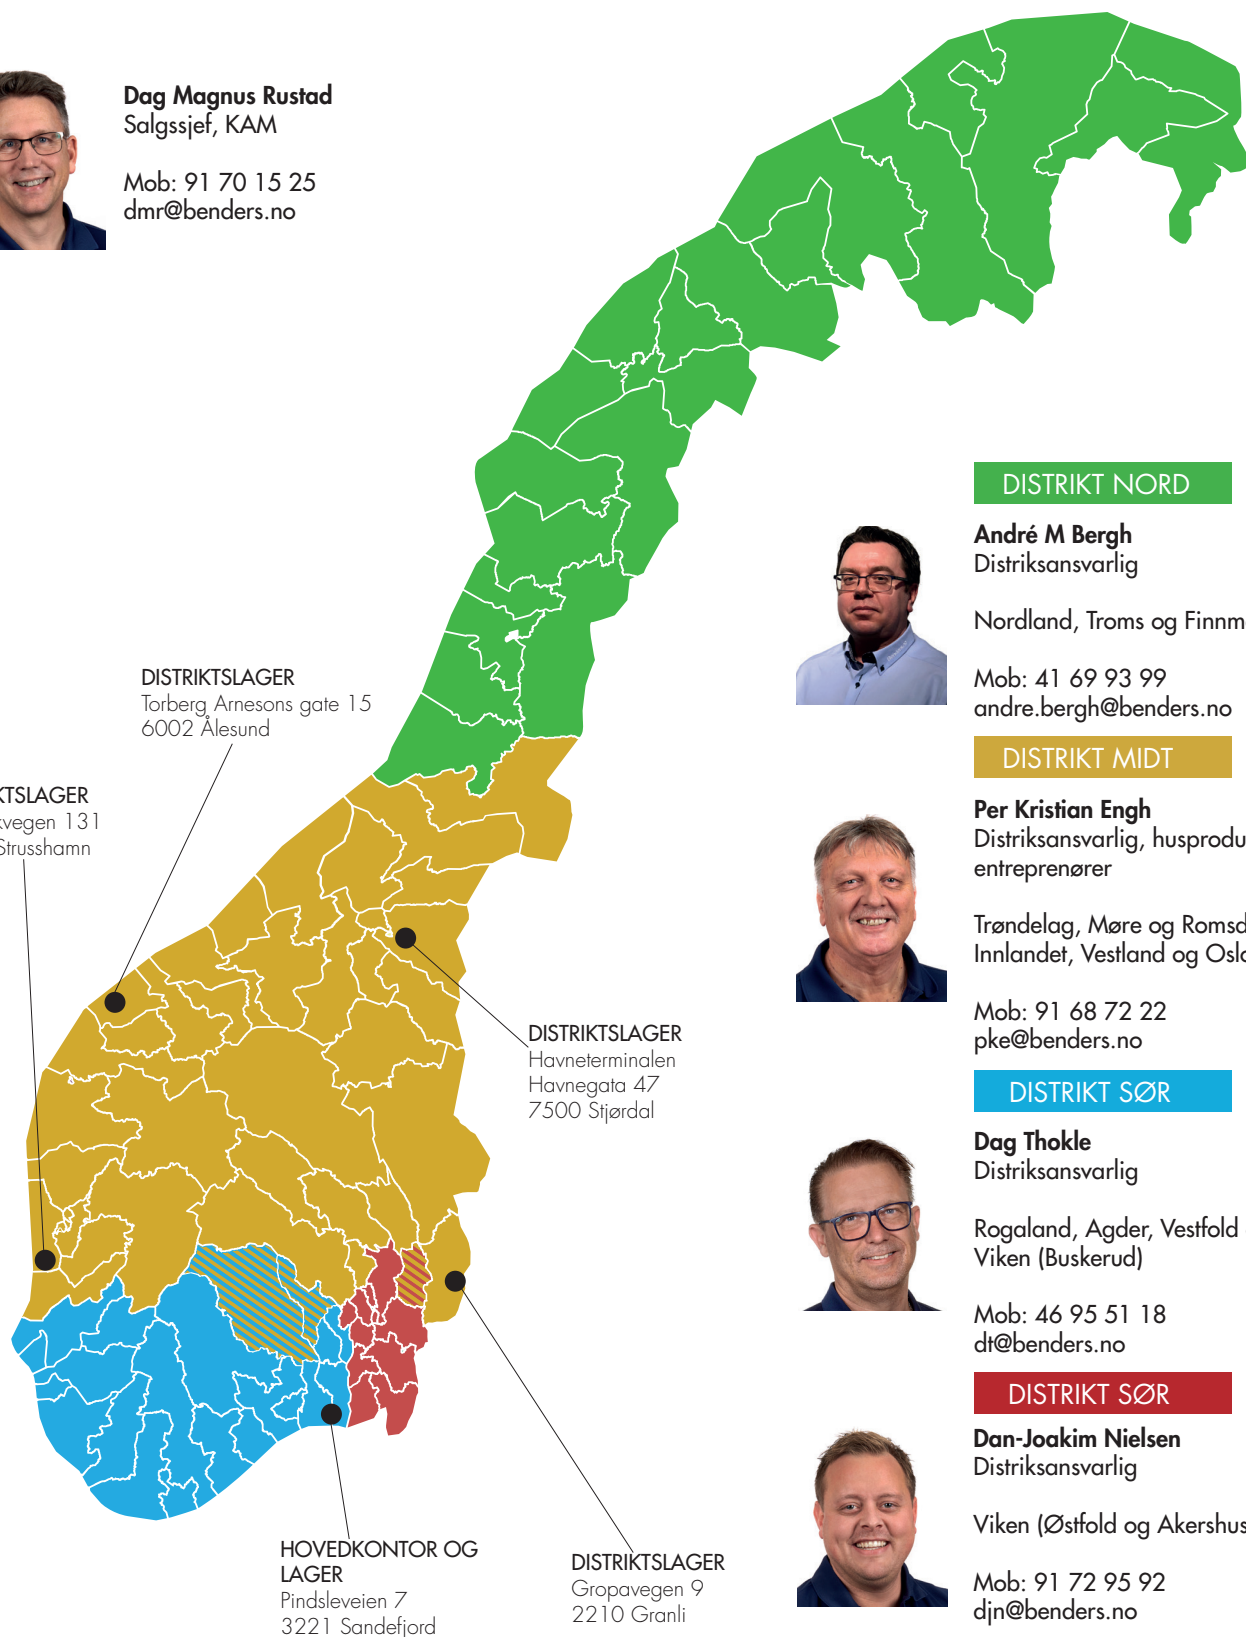 Dag Magnus Rustad
Salgssjef, KAM
Mob: 91 70 15 25
dmr@benders.no
DISTRIKT NORD
André M Bergh
Distriksansvarlig
Nordland, Troms og
Mob: 41 69 93 99
andre.bergh@benders.no
DISTRIKTSLAGER
Torberg Arnesons gate 15
6002 Ålesund
131
Strusshamn
DISTRIKT MIDT
Per Kristian Engh
Distriksansvarlig,
entreprenører
Trøndelag, Møre og
Innlandet, Vestland og
Mob: 91 68 72 22
pke@benders.no
DISTRIKTSLAGER
Havneterminalen
Havnegata 47
7500 Stjørdal
DISTRIKT SØR
Dag Thokle
Distriksansvarlig
Rogaland, Agder, Vestfold
Viken (Buskerud)
Mob: 46 95 51 18
dt@benders.no
DISTRIKT SØR
Dan-Joakim Nielsen
Distriksansvarlig
Viken (Østfold og Akershus
Mob: 91 72 95 92
djn@benders.no
HOVEDKONTOR OG
LAGER
Pindsleveien 7
3221 Sandefjord
DISTRIKTSLAGER
Gropavegen 9
2210 Granli